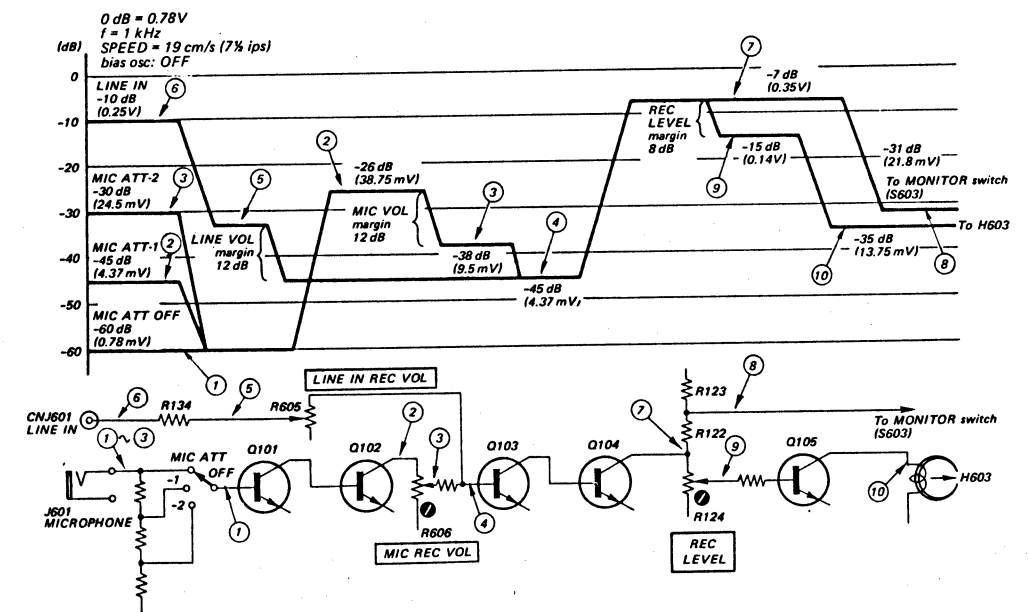 0 dB = 0.78V
f = 1 kHz
SPEED = 19 cm/s (7½ ips)
bias osc: OFF
(dB)
0
-10
-20
-30
-40
-50
-60
LINE IN
-10 dB
(0.25V)
6
MIC ATT-2
-30 dB
(24.5 mV)
3
MIC ATT-1
-45 dB
(4.37 mV)
2
MIC ATT OFF
-60 dB
(0.78 mV)
1
5
LINE VOL
margin
12 dB
2
-26 dB
(38.75 mV)
MIC VOL
margin
12 dB
3
-38 dB
(9.5 mV)
4
-45 dB
(4.37 mV)
7
-7 dB
(0.35V)
REC
LEVEL
margin
8 dB
9
-15 dB
(0.14V)
-31 dB
(21.8 mV)
To MONITOR switch
(S603)
To H603
-35 dB
(13.75 mV)
10
8
LINE IN REC VOL
CNJ601
LINE IN
6
R134
5
R605
1 ~ 3
MIC ATT
OFF
-1
-2
J601
MICROPHONE
1
Q101
Q102
2
3
R606
MIC REC VOL
4
Q103
Q104
7
R123
R122
8
To MONITOR switch
(S603)
9
R124
REC
LEVEL
Q105
10
H603